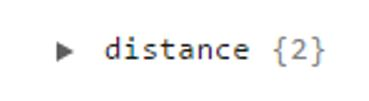 ▶ distance {2}